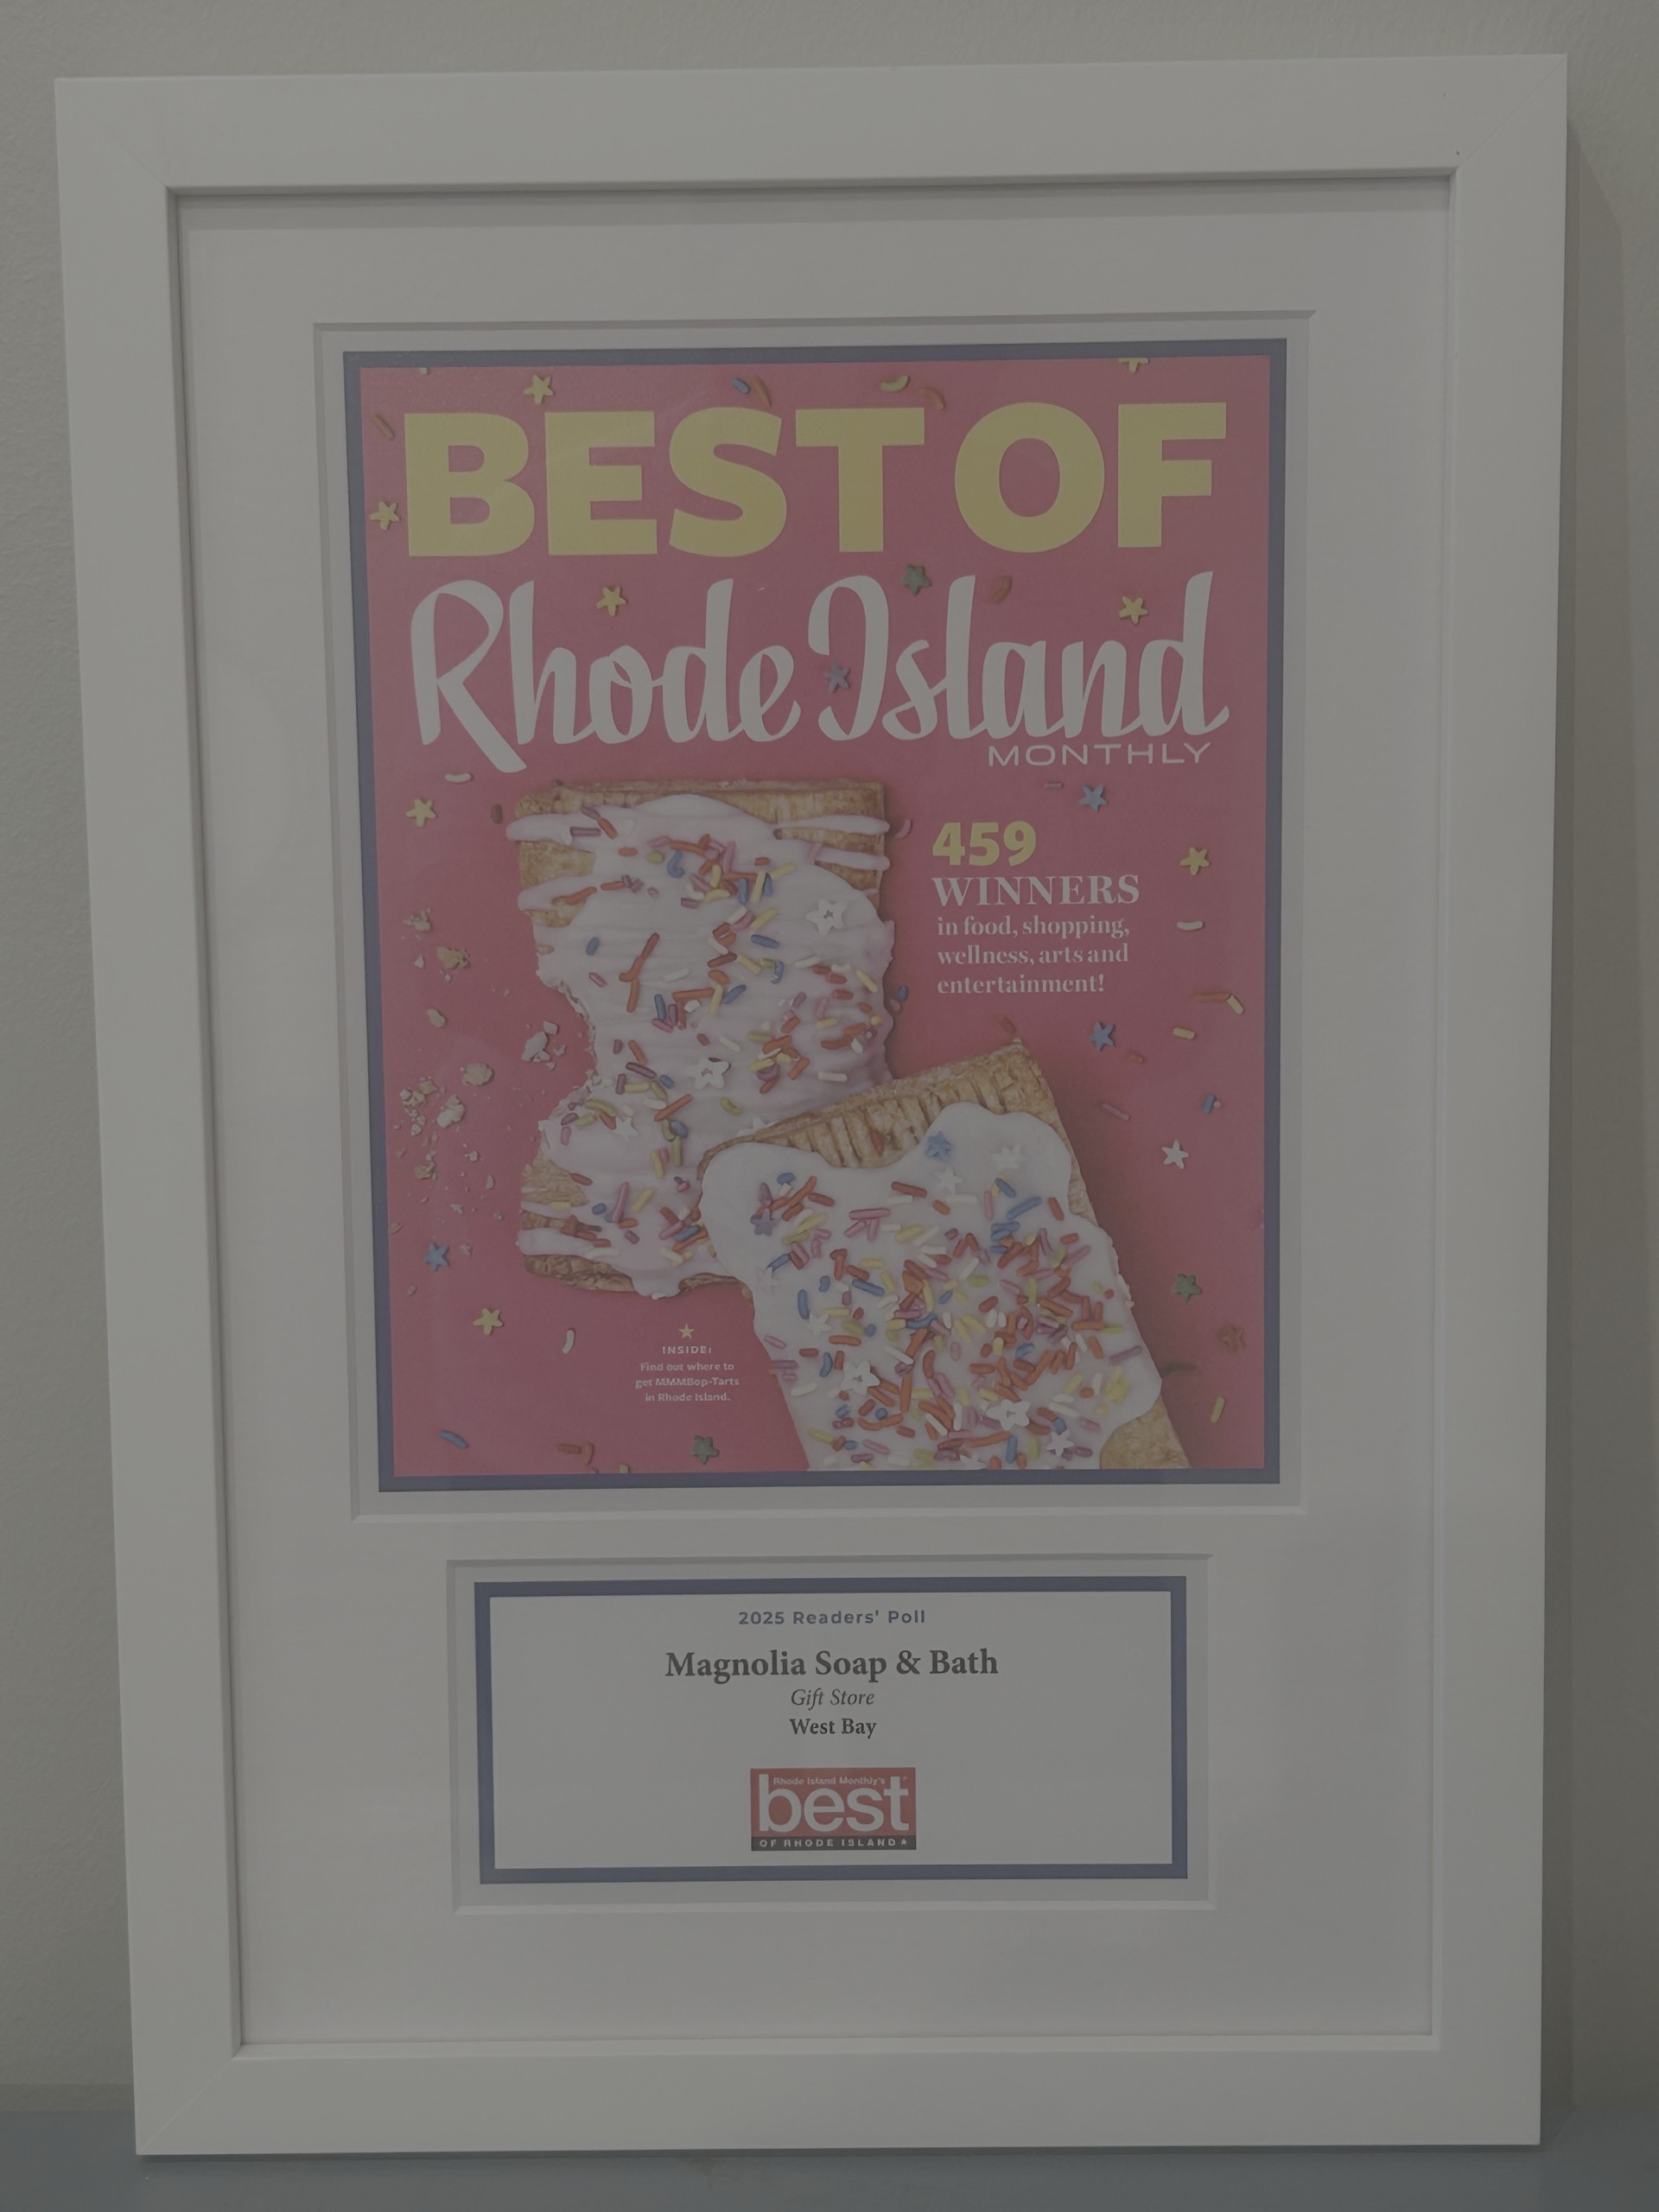 BEST OF
Rhode Island
MONTHLY
459
WINNERS
in food, shopping,
wellness, arts and
entertainment!
INSIDE:
Find out where to
get MMMBop-Tarts
in Rhode Island.
2025 Readers' Poll
Magnolia Soap & Bath
Gift Store
West Bay
Rhode Island Monthly's
best
OF RHODE ISLAND